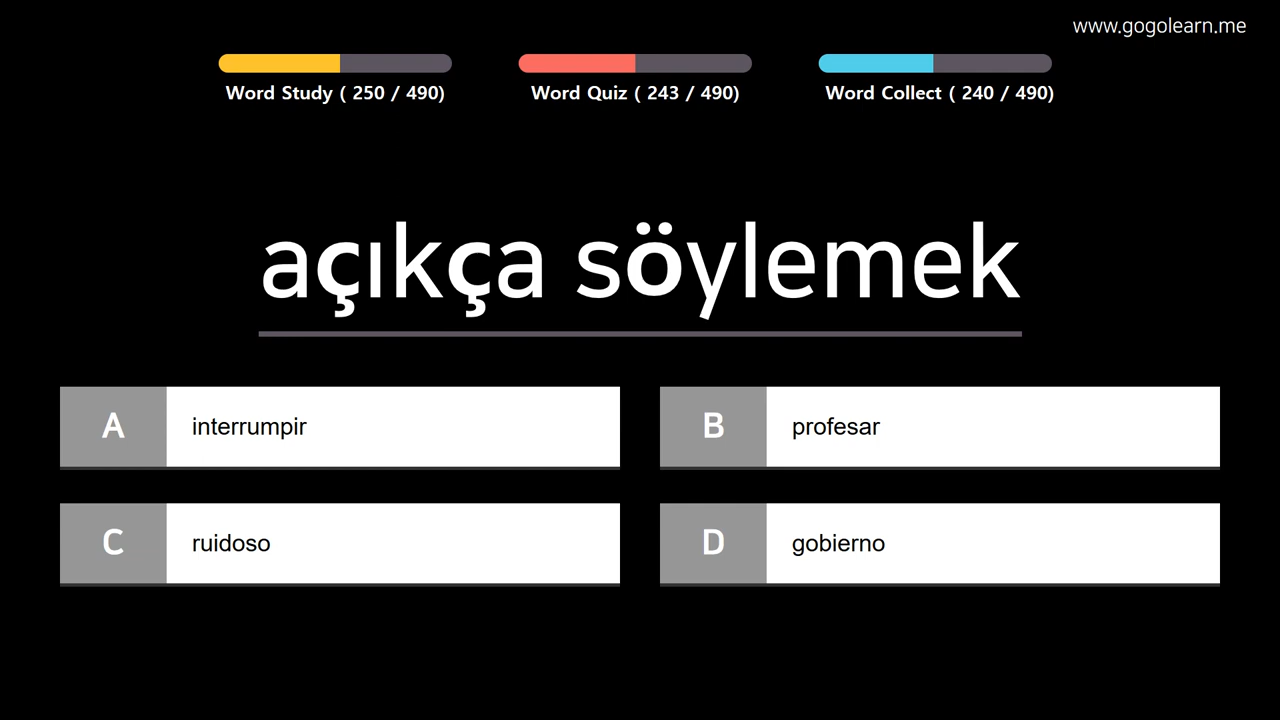 www.gogolearn.me
Word Study ( 250 / 490)
Word Quiz ( 243 / 490)
Word Collect ( 240 / 490)
açıkça söylemek
A interrumpir
B profesar
C ruidoso
D gobierno